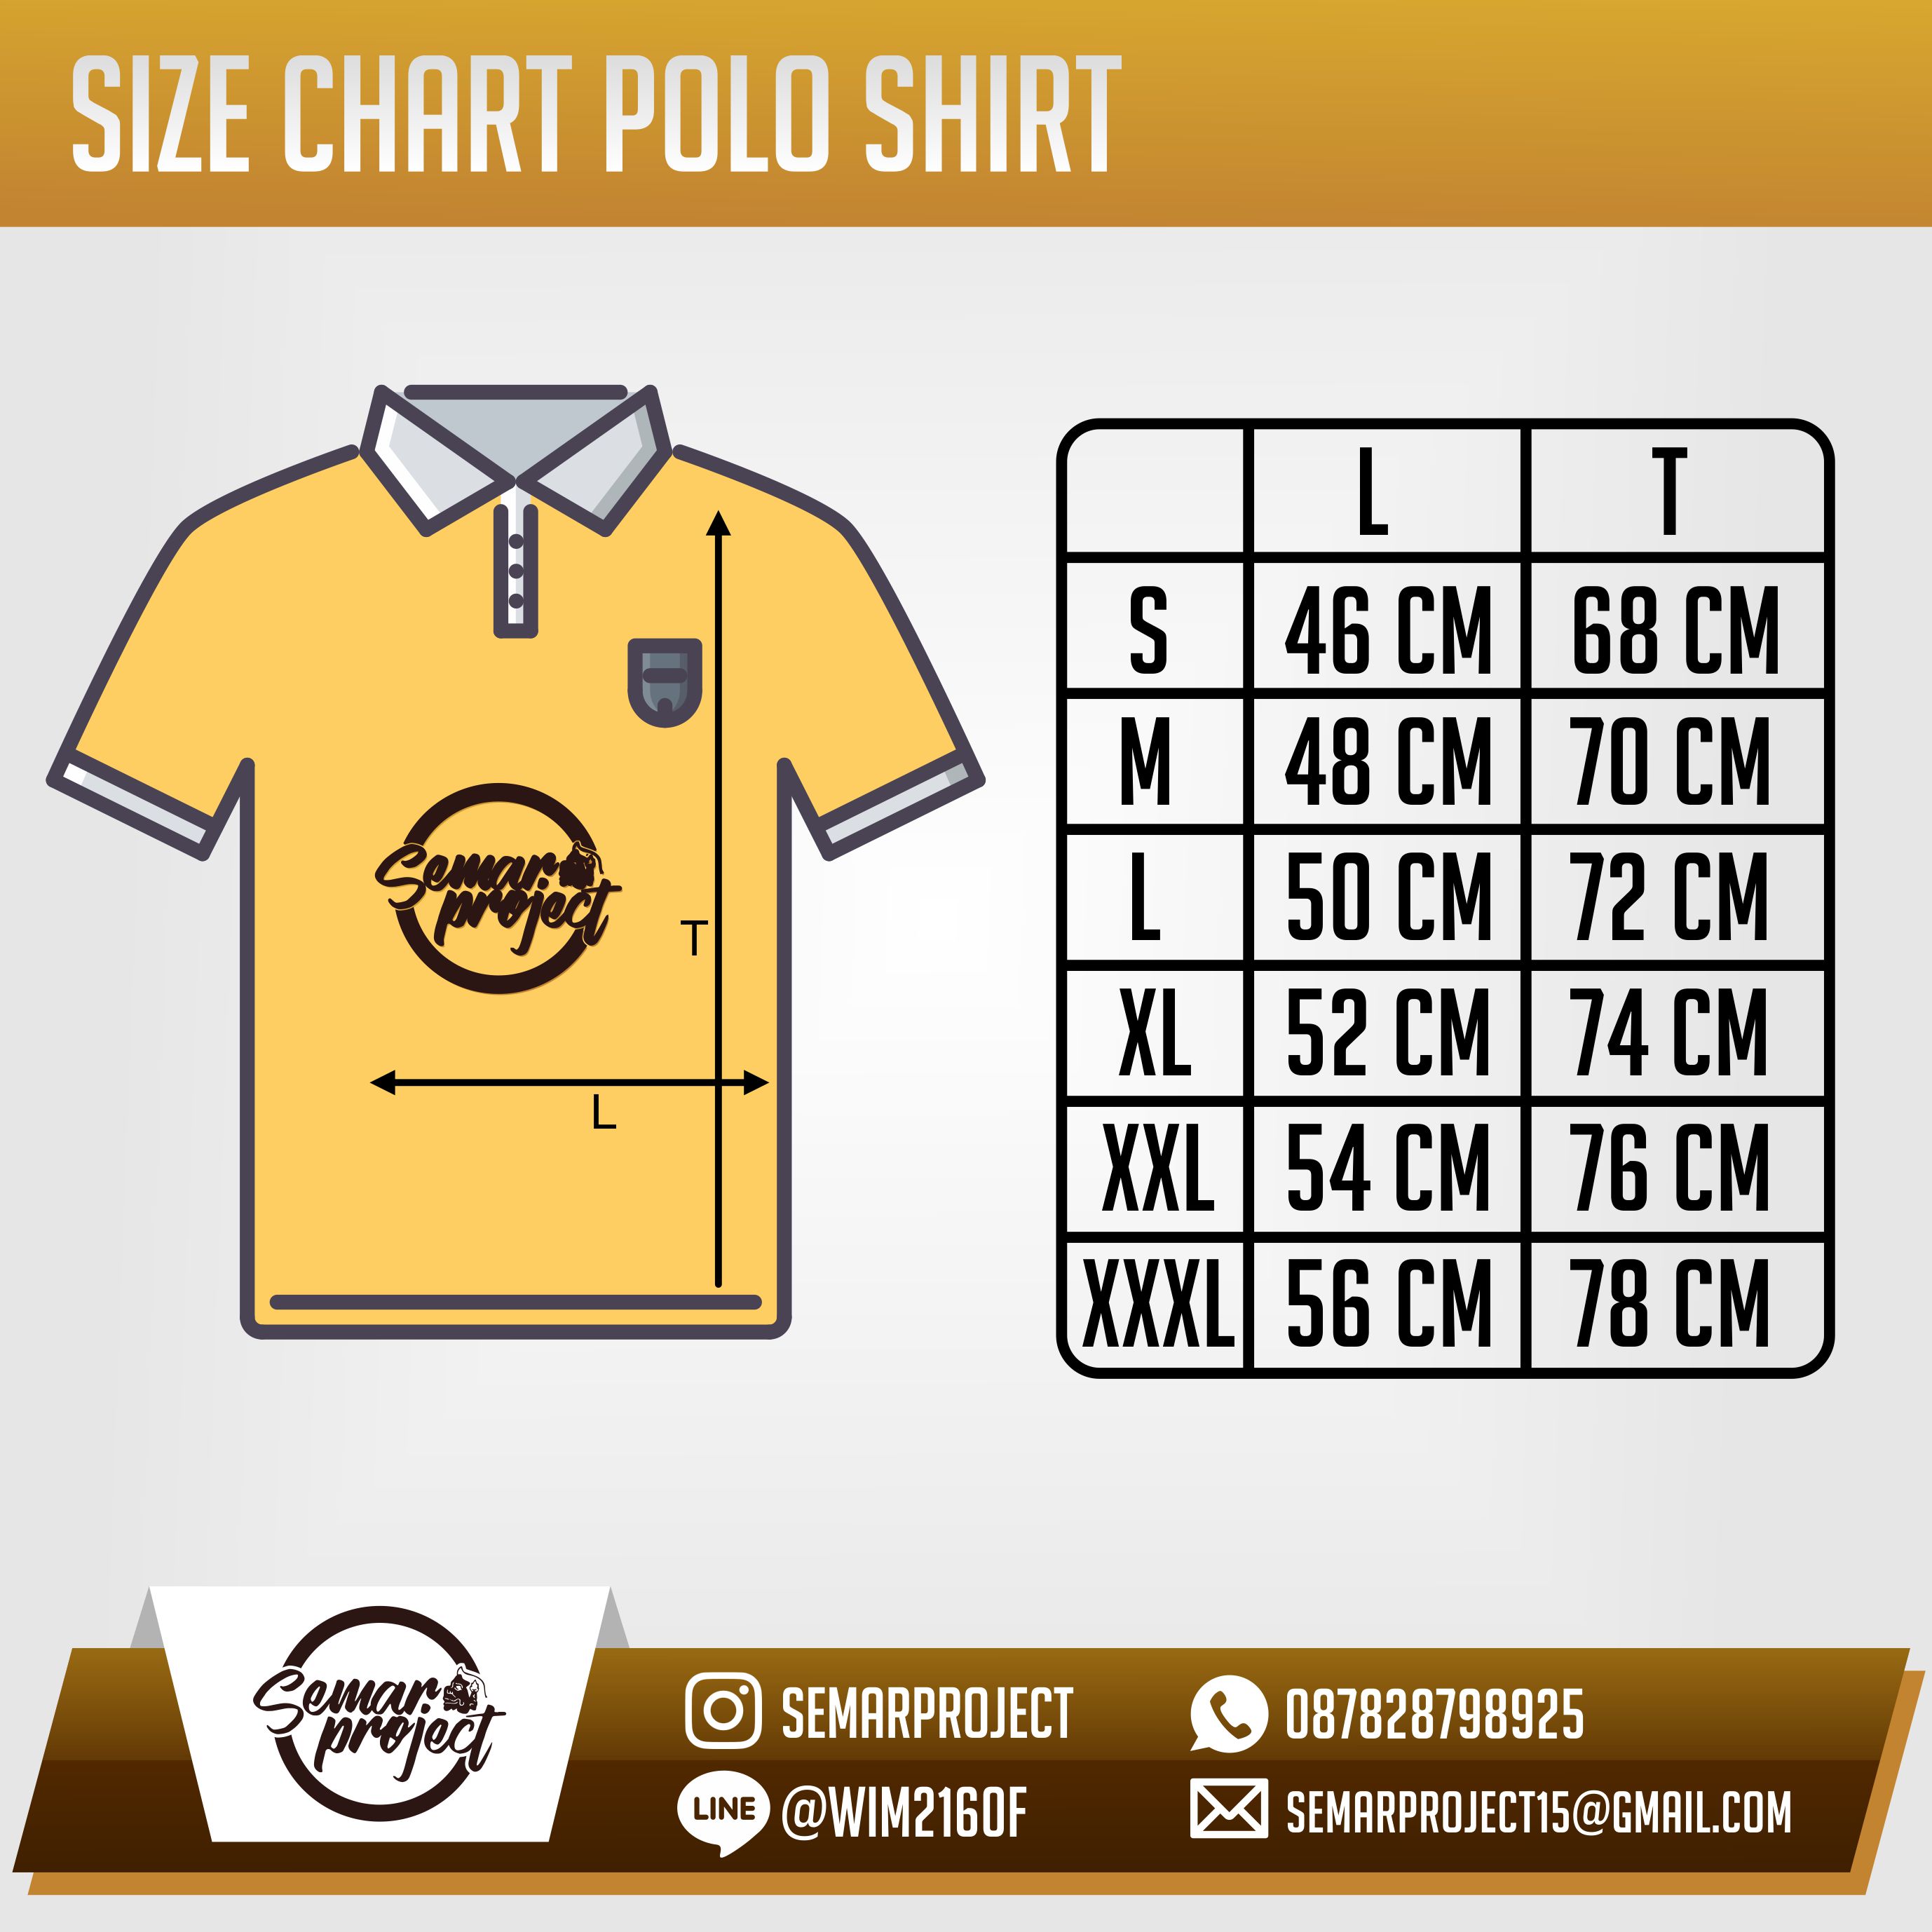 SIZE CHART POLO SHIRT
L T
S 46 CM 68 CM
M 48 CM 70 CM
L 50 CM 72 CM
XL 52 CM 74 CM
XXL 54 CM 76 CM
XXXL 56 CM 78 CM
Semar
project
T
L
Semar
project
SEMARPROJECT
087828798925
LINE @WIM2160F
SEMARPROJECT15@GMAIL.COM